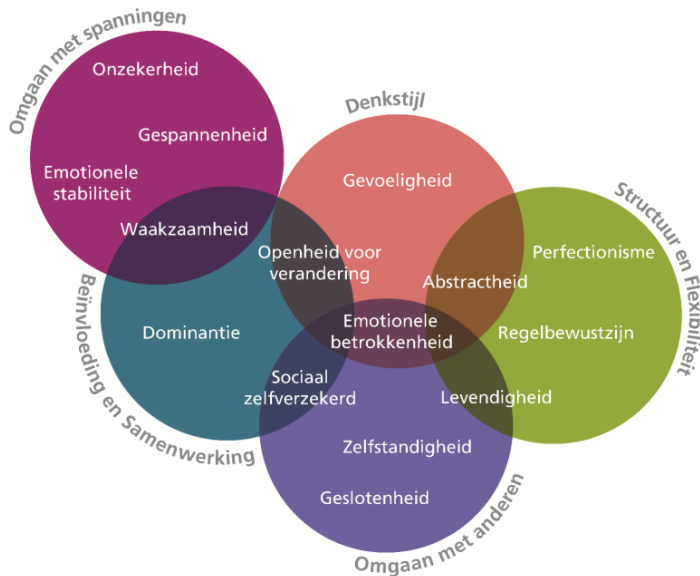 Omgaan met spanningen
Onzekerheid
Gespannenheid
Emotionele
stabiliteit
Waakzaamheid
Denkstijl
Gevoeligheid
Openheid voor
verandering
Abstractheid
Structuur en Flexibiliteit
Perfectionisme
Regelbewustzijn
Beïnvloeding en Samenwerking
Dominantie
Emotionele
betrokkenheid
Sociaal
zelfverzekerd
Levendigheid
Zelfstandigheid
Geslotenheid
Omgaan met anderen